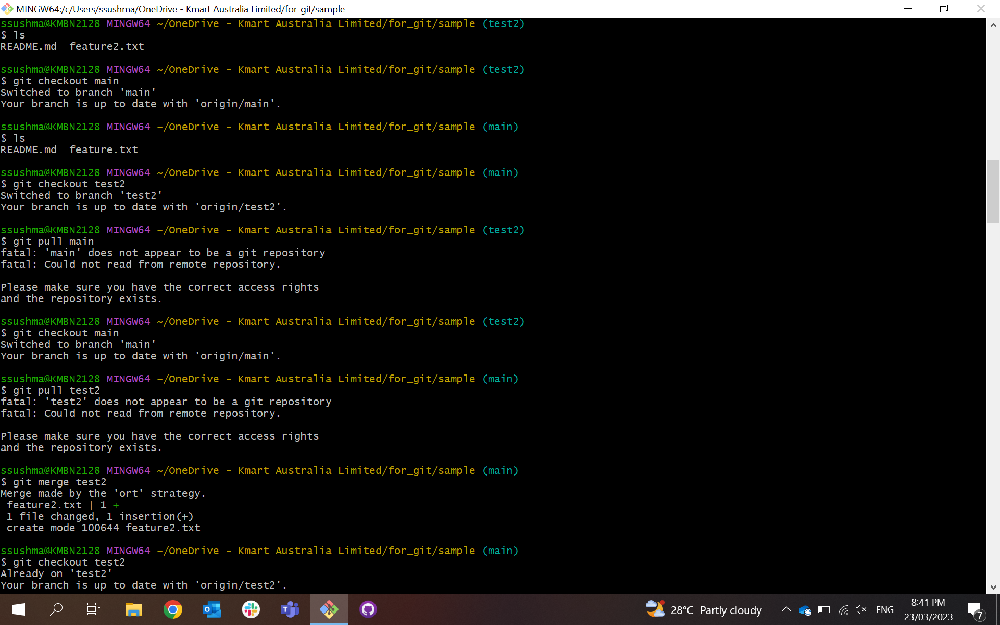 MINGW64:/c/Users/ssushma/OneDrive - Kmart Australia Limited/for_git/sample
ssushma@KMBN2128 MINGW64 ~/OneDrive - Kmart Australia Limited/for_git/sample (test2)
$ ls
README.md  feature2.txt

ssushma@KMBN2128 MINGW64 ~/OneDrive - Kmart Australia Limited/for_git/sample (test2)
$ git checkout main
Switched to branch 'main'
Your branch is up to date with 'origin/main'.

ssushma@KMBN2128 MINGW64 ~/OneDrive - Kmart Australia Limited/for_git/sample (main)
$ ls
README.md  feature.txt

ssushma@KMBN2128 MINGW64 ~/OneDrive - Kmart Australia Limited/for_git/sample (main)
$ git checkout test2
Switched to branch 'test2'
Your branch is up to date with 'origin/test2'.

ssushma@KMBN2128 MINGW64 ~/OneDrive - Kmart Australia Limited/for_git/sample (test2)
$ git pull main
fatal: 'main' does not appear to be a git repository
fatal: Could not read from remote repository.

Please make sure you have the correct access rights
and the repository exists.

ssushma@KMBN2128 MINGW64 ~/OneDrive - Kmart Australia Limited/for_git/sample (test2)
$ git checkout main
Switched to branch 'main'
Your branch is up to date with 'origin/main'.

ssushma@KMBN2128 MINGW64 ~/OneDrive - Kmart Australia Limited/for_git/sample (main)
$ git pull test2
fatal: 'test2' does not appear to be a git repository
fatal: Could not read from remote repository.

Please make sure you have the correct access rights
and the repository exists.

ssushma@KMBN2128 MINGW64 ~/OneDrive - Kmart Australia Limited/for_git/sample (main)
$ git merge test2
Merge made by the 'ort' strategy.
 feature2.txt | 1 +
 1 file changed, 1 insertion(+)
 create mode 100644 feature2.txt

ssushma@KMBN2128 MINGW64 ~/OneDrive - Kmart Australia Limited/for_git/sample (main)
$ git checkout test2
Already on 'test2'
Your branch is up to date with 'origin/test2'.
28°C Partly cloudy
ENG
8:41 PM
23/03/2023
7